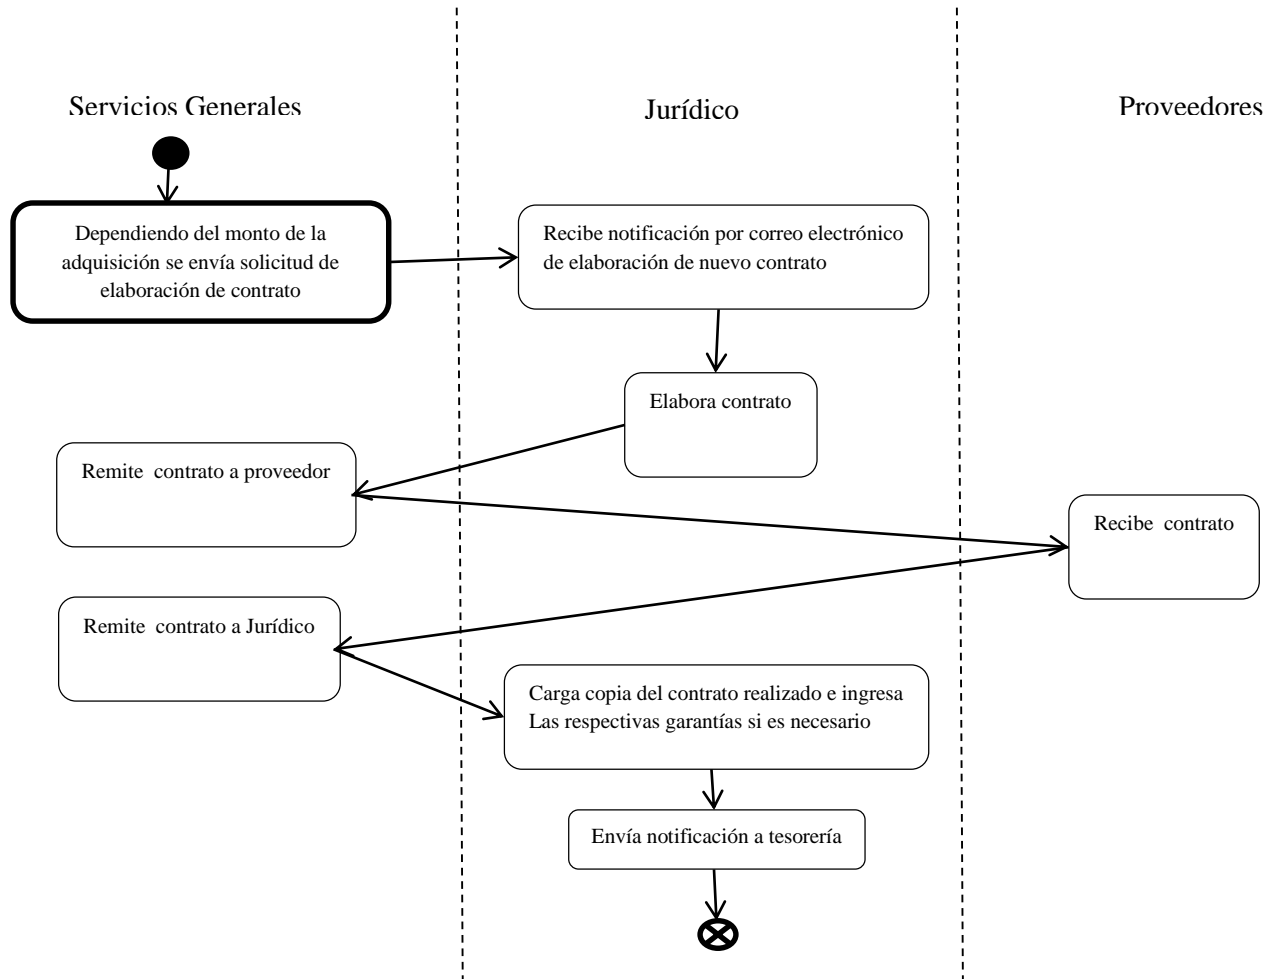 Servicios Generales
Jurídico
Proveedores
Dependiendo del monto de la
adquisición se envía solicitud de
elaboración de contrato
Recibe notificación por correo electrónico
de elaboración de nuevo contrato
Elabora contrato
Remite contrato a proveedor
Recibe contrato
Remite contrato a Jurídico
Carga copia del contrato realizado e ingresa
Las respectivas garantías si es necesario
Envía notificación a tesorería